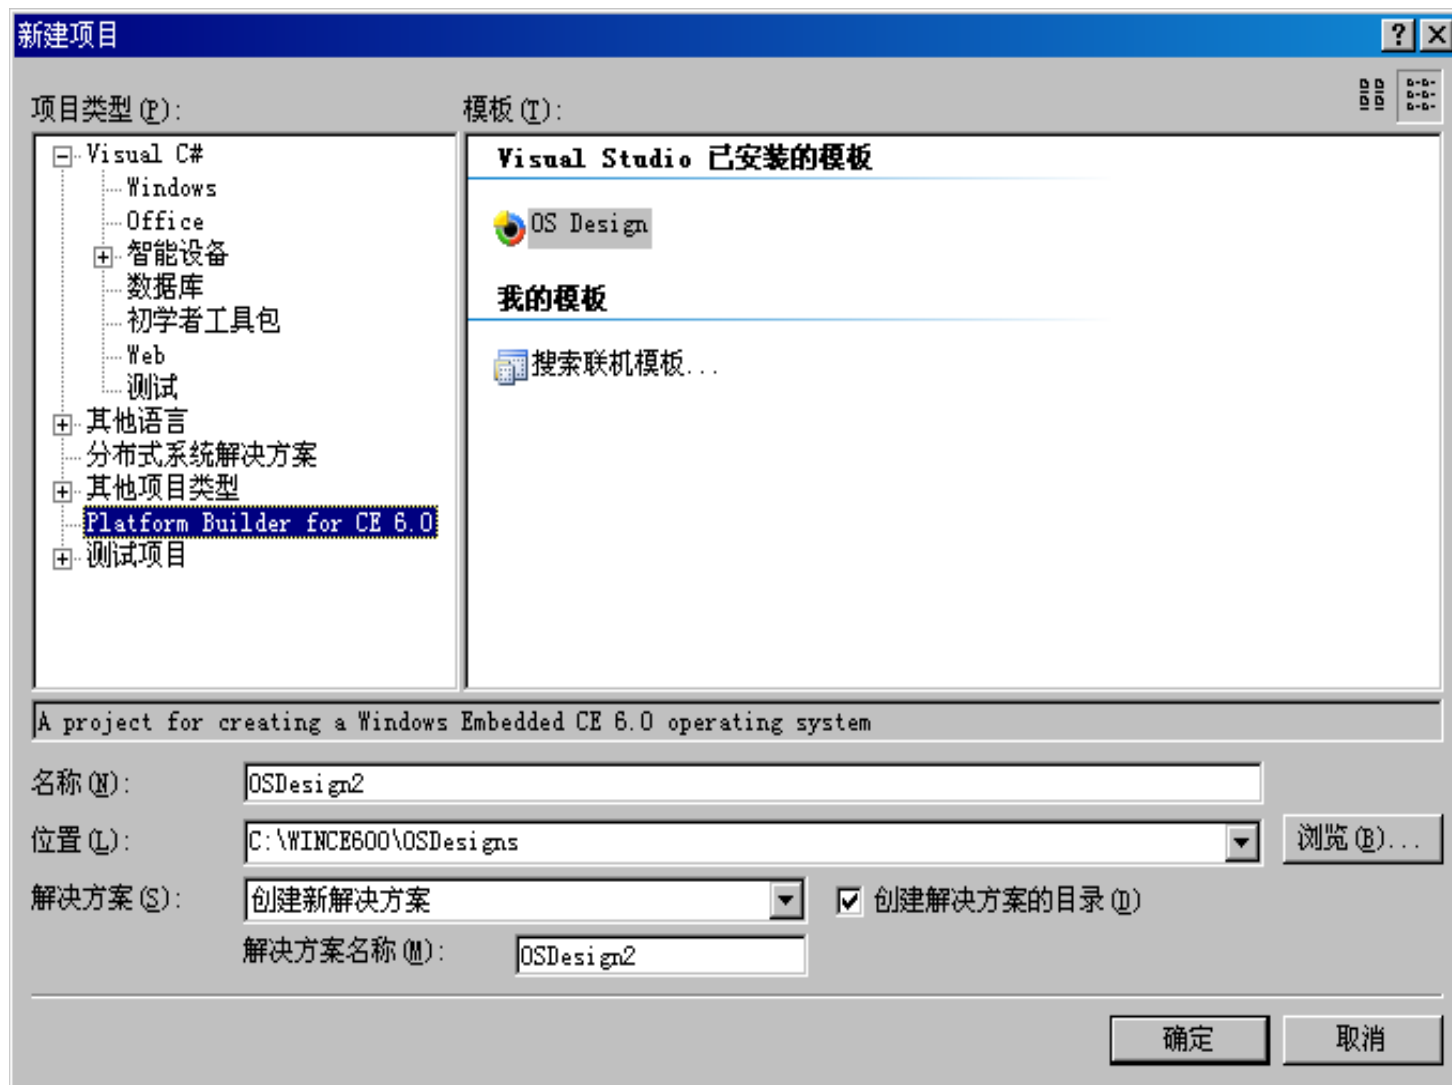 新建项目
项目类型(P):
模板(T):
Visual C#
Windows
Office
智能设备
数据库
初学者工具包
Web
测试
其他语言
分布式系统解决方案
其他项目类型
Platform Builder for CE 6.0
测试项目
Visual Studio 已安装的模板
OS Design
我的模板
搜索联机模板...
A project for creating a Windows Embedded CE 6.0 operating system
名称(N):
OSDesign2
位置(L):
C:\WINCE600\OSDesigns
浏览(B)...
解决方案(S):
创建新解决方案
创建解决方案的目录(D)
解决方案名称(M):
OSDesign2
确定
取消